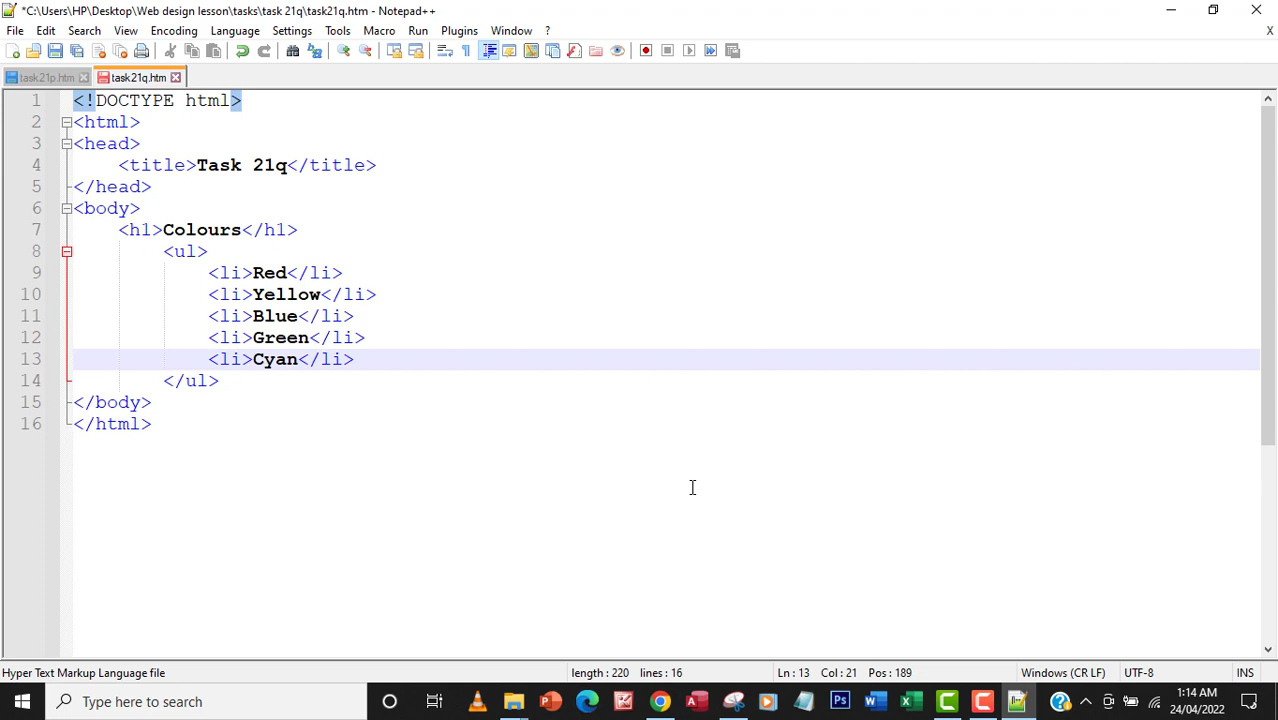 *C:\Users\HP\Desktop\Web design lesson\tasks\task 21q\task21q.htm - Notepad++
File Edit Search View Encoding Language Settings Tools Macro Run Plugins Window ? X
task21p.htm task21q.htm
1 <!DOCTYPE html>
2 <html>
3 <head>
4 <title>Task 21q</title>
5 </head>
6 <body>
7 <h1>Colours</h1>
8 <ul>
9 <li>Red</li>
10 <li>Yellow</li>
11 <li>Blue</li>
12 <li>Green</li>
13 <li>Cyan</li>
14 </ul>
15 </body>
16 </html>
Hyper Text Markup Language file length : 220 lines : 16 Ln : 13 Col : 21 Pos : 189 Windows (CR LF) UTF-8 INS
Type here to search
Ps
1:14 AM
24/04/2022